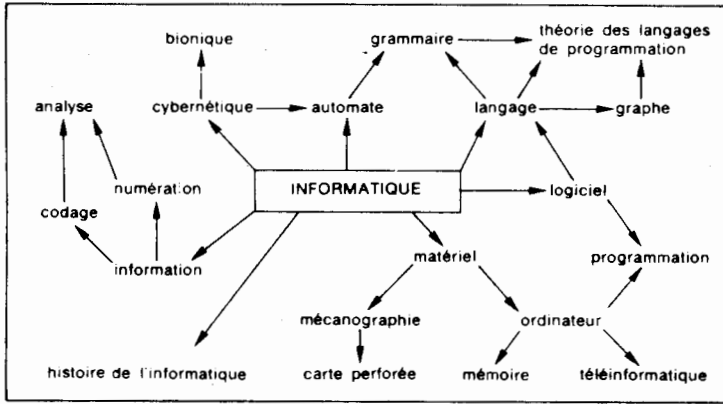 bionique
grammaire
théorie des langages
de programmation
analyse
cybernétique
automate
langage
graphe
numération
INFORMATIQUE
logiciel
codage
information
matériel
programmation
mécanographie
ordinateur
histoire de l'informatique
carte perforée
mémoire
téléinformatique